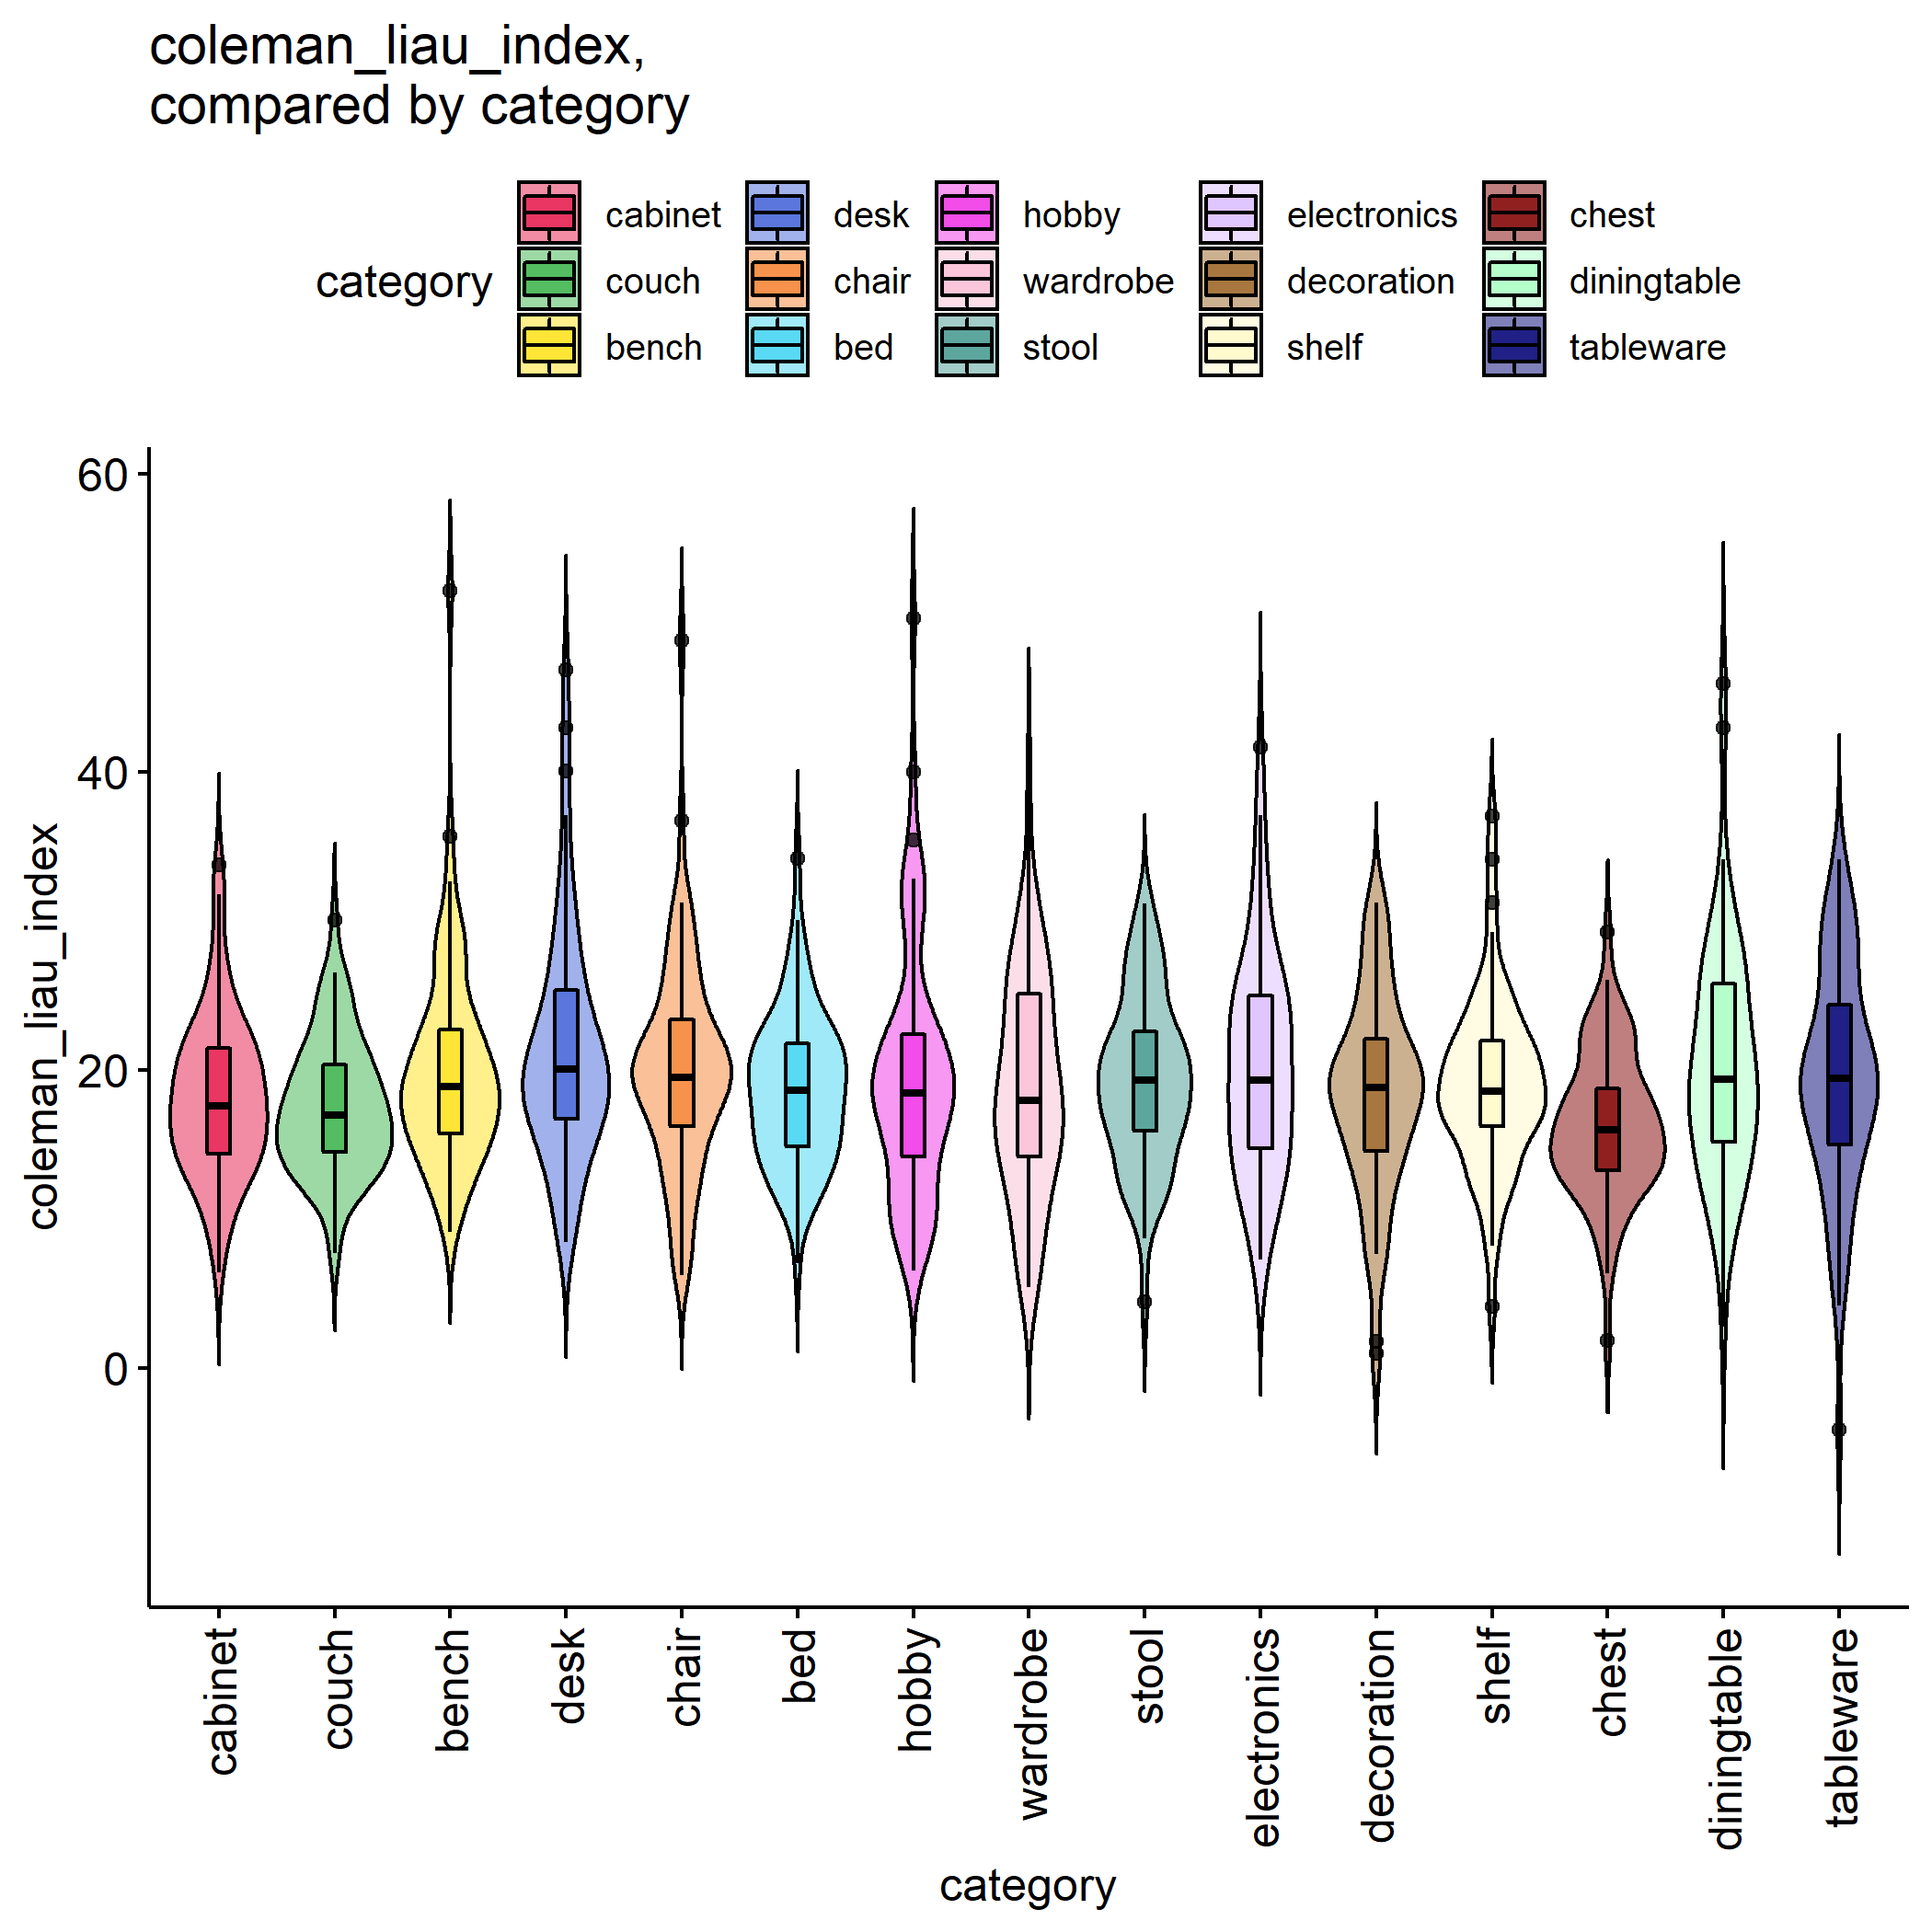 coleman_liau_index,
compared by category
category
cabinet desk hobby electronics chest
couch chair wardrobe decoration diningtable
bench bed stool shelf tableware
coleman_liau_index
60
40
20
0
cabinet couch bench desk chair bed hobby wardrobe stool electronics decoration shelf chest diningtable tableware
category